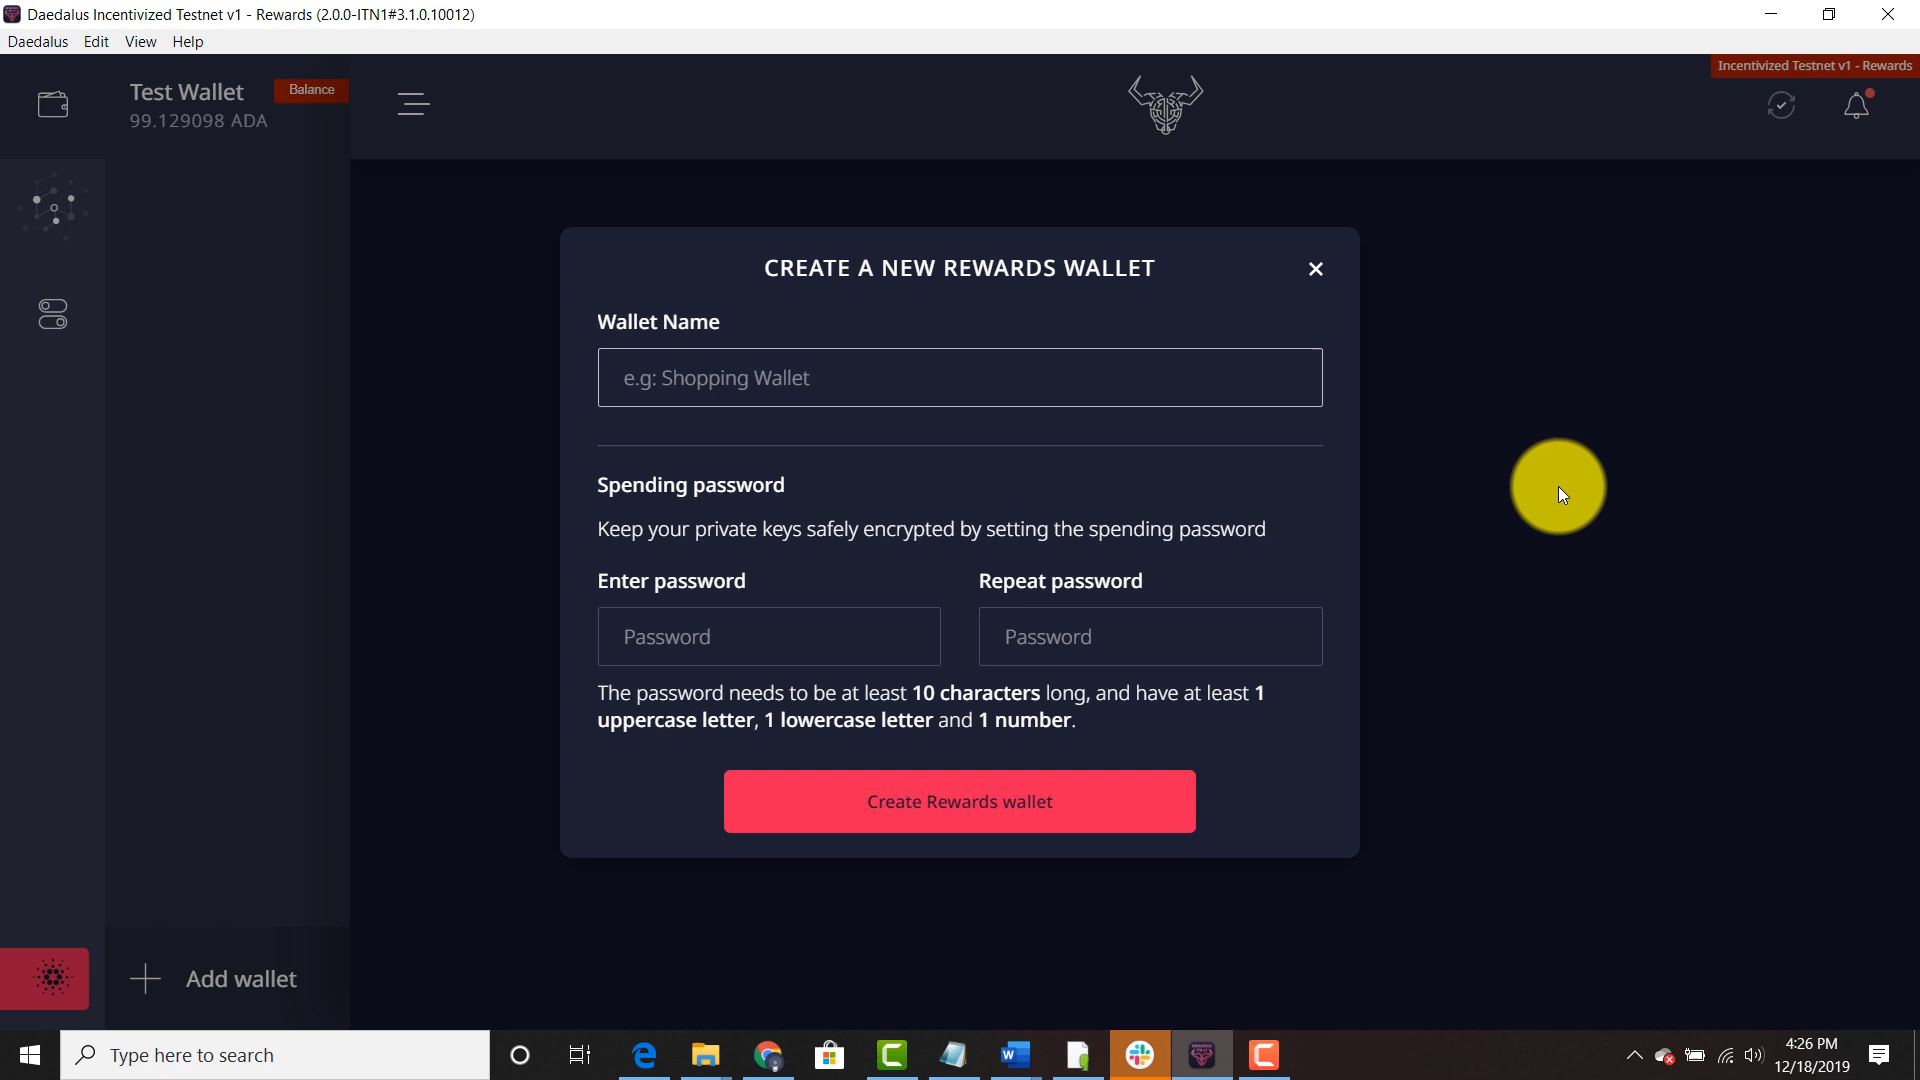 Daedalus Incentivized Testnet v1 - Rewards (2.0.0-ITN1#3.1.0.10012)
Daedalus Edit View Help
Incentivized Testnet v1 - Rewards
Test Wallet Balance
99.129098 ADA
CREATE A NEW REWARDS WALLET
Wallet Name
e.g: Shopping Wallet
Spending password
Keep your private keys safely encrypted by setting the spending password
Enter password Repeat password
Password Password
The password needs to be at least 10 characters long, and have at least 1
uppercase letter, 1 lowercase letter and 1 number.
Create Rewards wallet
Add wallet
Type here to search
4:26 PM
12/18/2019